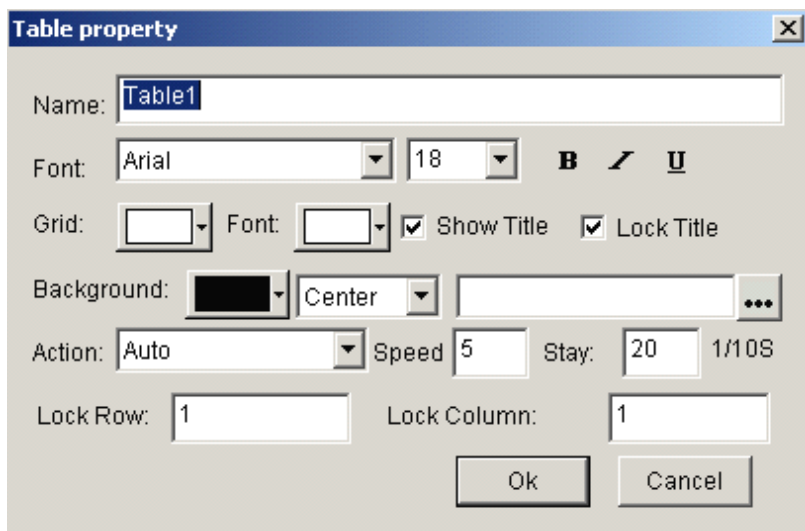 Table property
Name: Table1
Font: Arial 18 B I U
Grid: Font: Show Title Lock Title
Background: Center ...
Action: Auto Speed 5 Stay: 20 1/10S
Lock Row: 1 Lock Column: 1
Ok Cancel